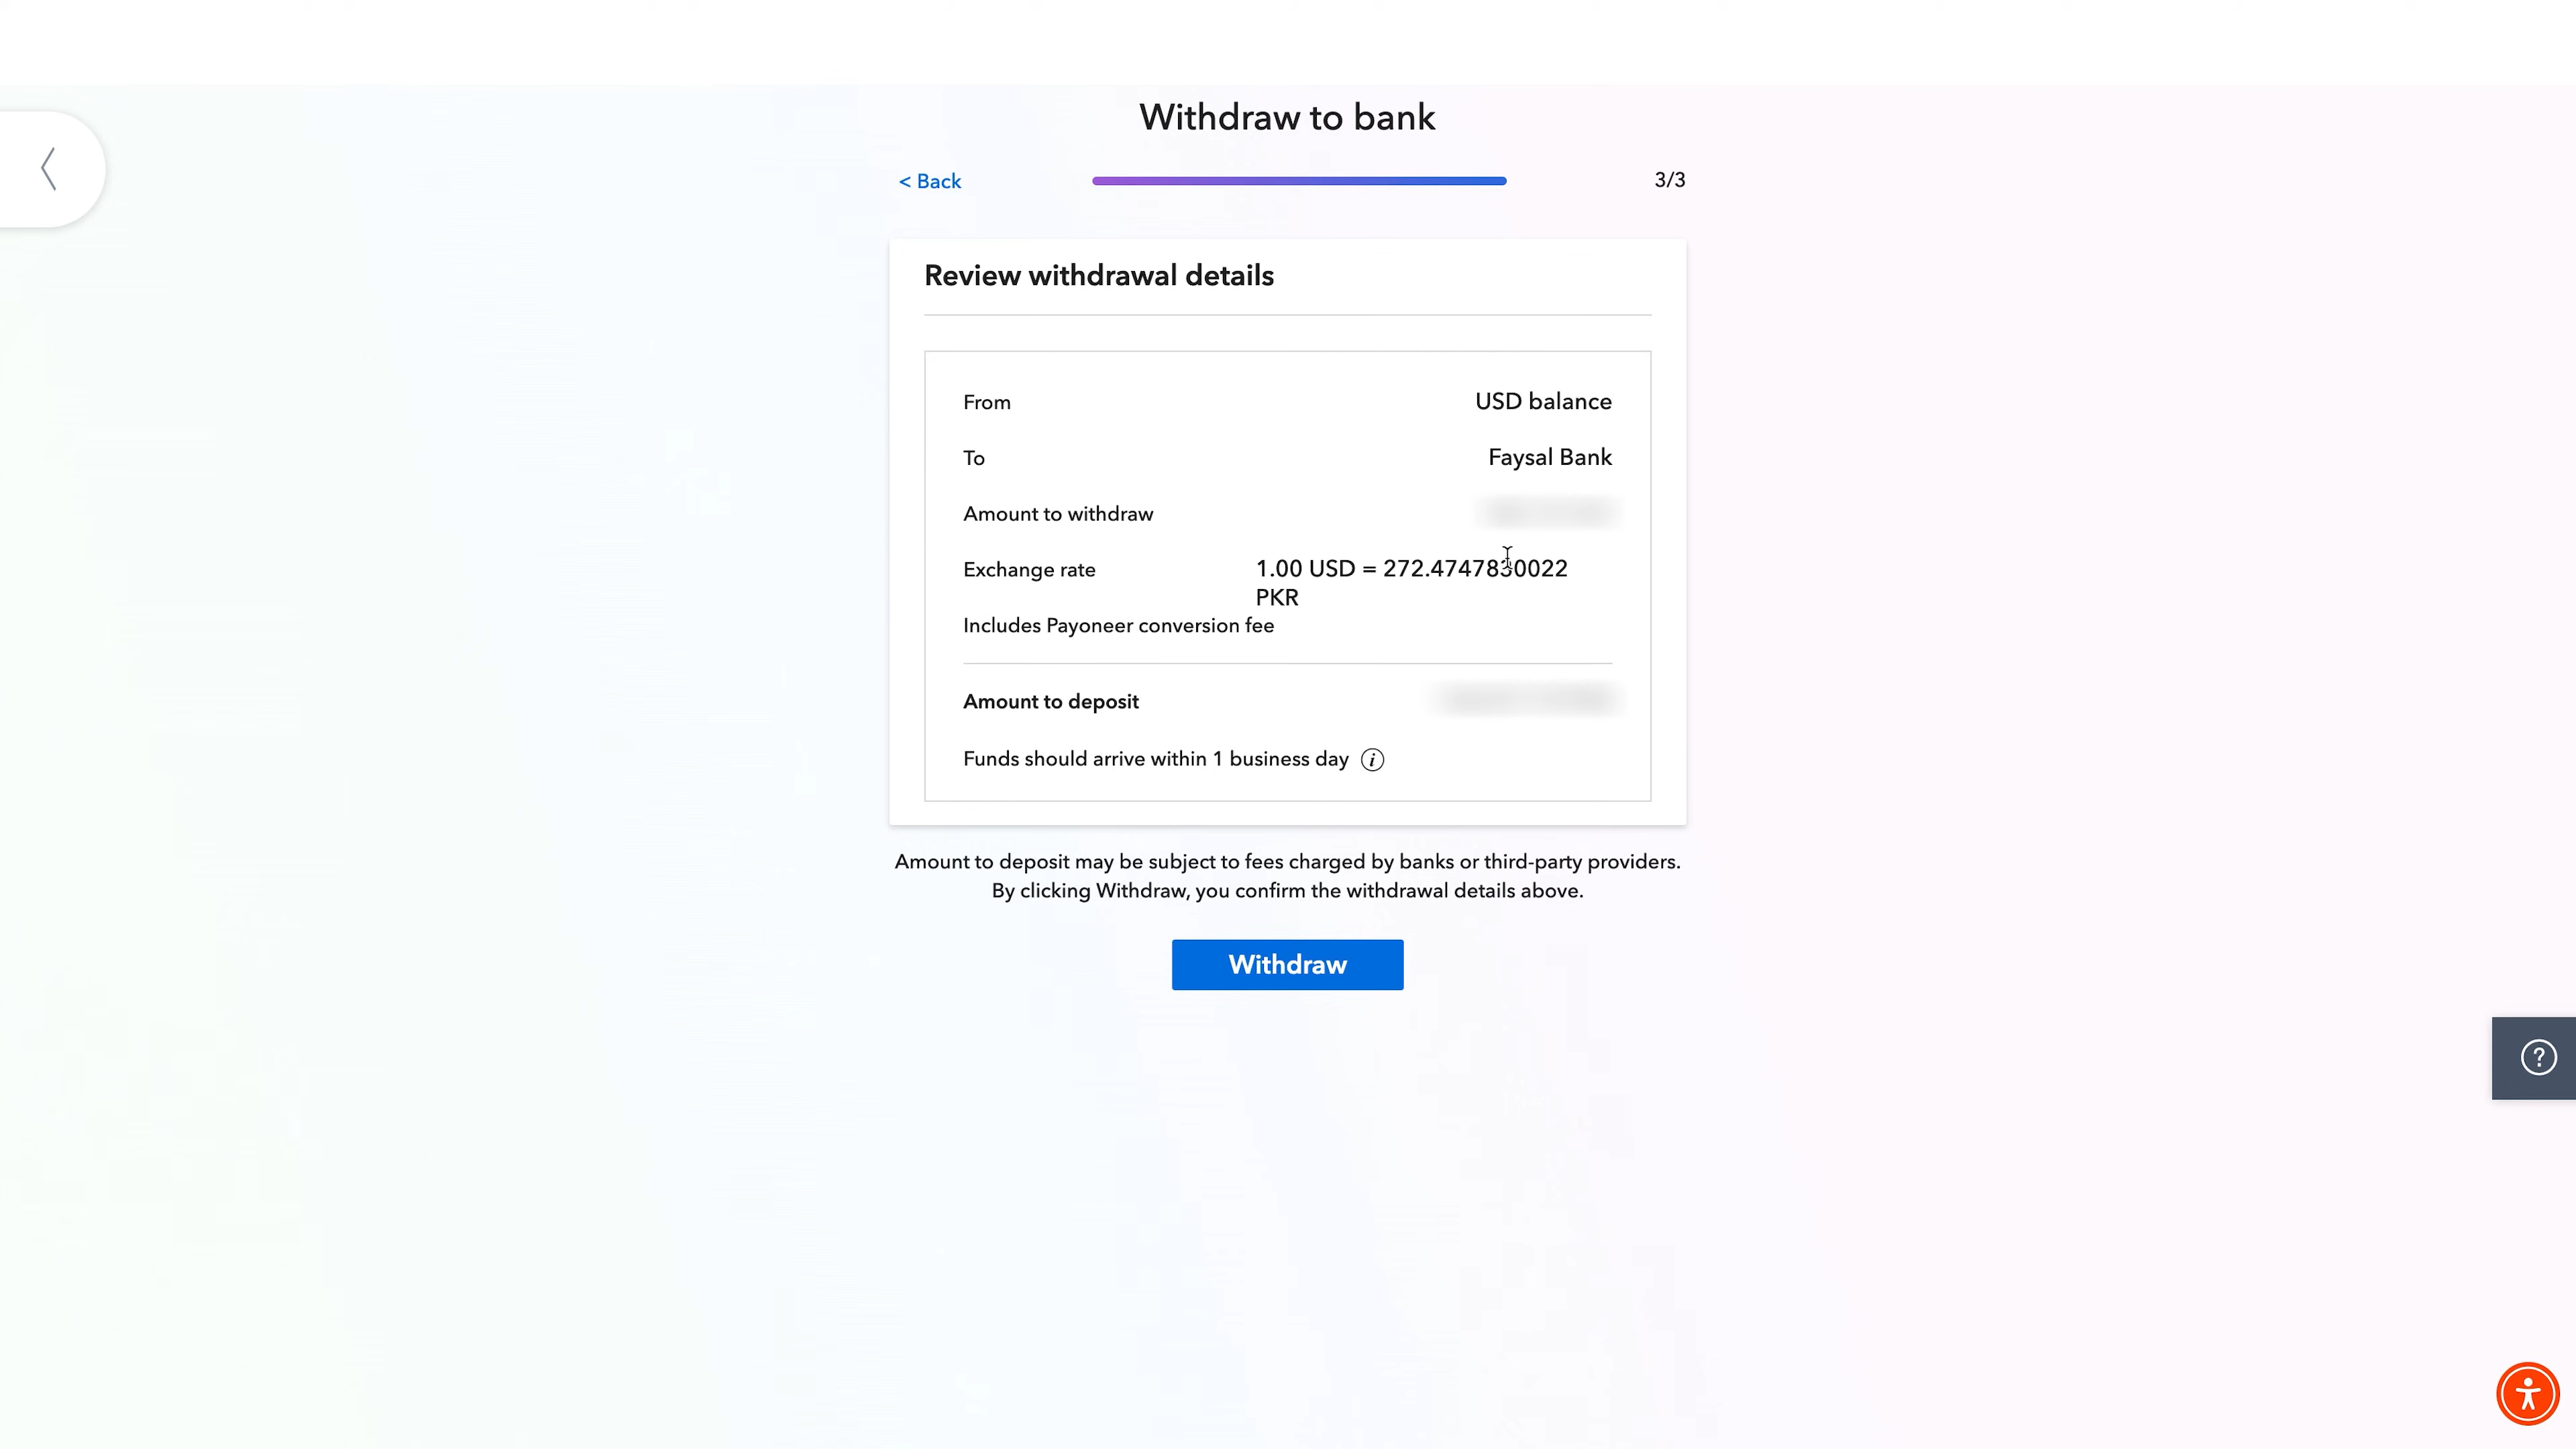 Withdraw to bank
< Back
3/3
Review withdrawal details
From USD balance
To Faysal Bank
Amount to withdraw
Exchange rate 1.00 USD = 272.4747830022
PKR
Includes Payoneer conversion fee
Amount to deposit
Funds should arrive within 1 business day
Amount to deposit may be subject to fees charged by banks or third-party providers.
By clicking Withdraw, you confirm the withdrawal details above.
Withdraw